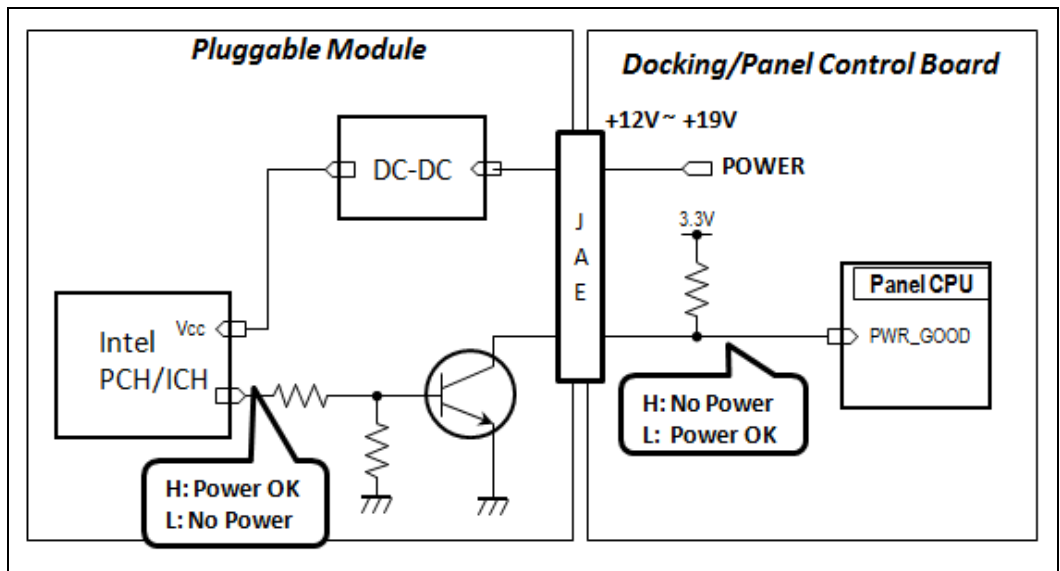 Pluggable Module
Docking/Panel Control Board
+12V ~ +19V
DC-DC
POWER
J
A
E
3.3V
Panel CPU
PWR_GOOD
Vcc
Intel
PCH/ICH
H: No Power
L: Power OK
H: Power OK
L: No Power